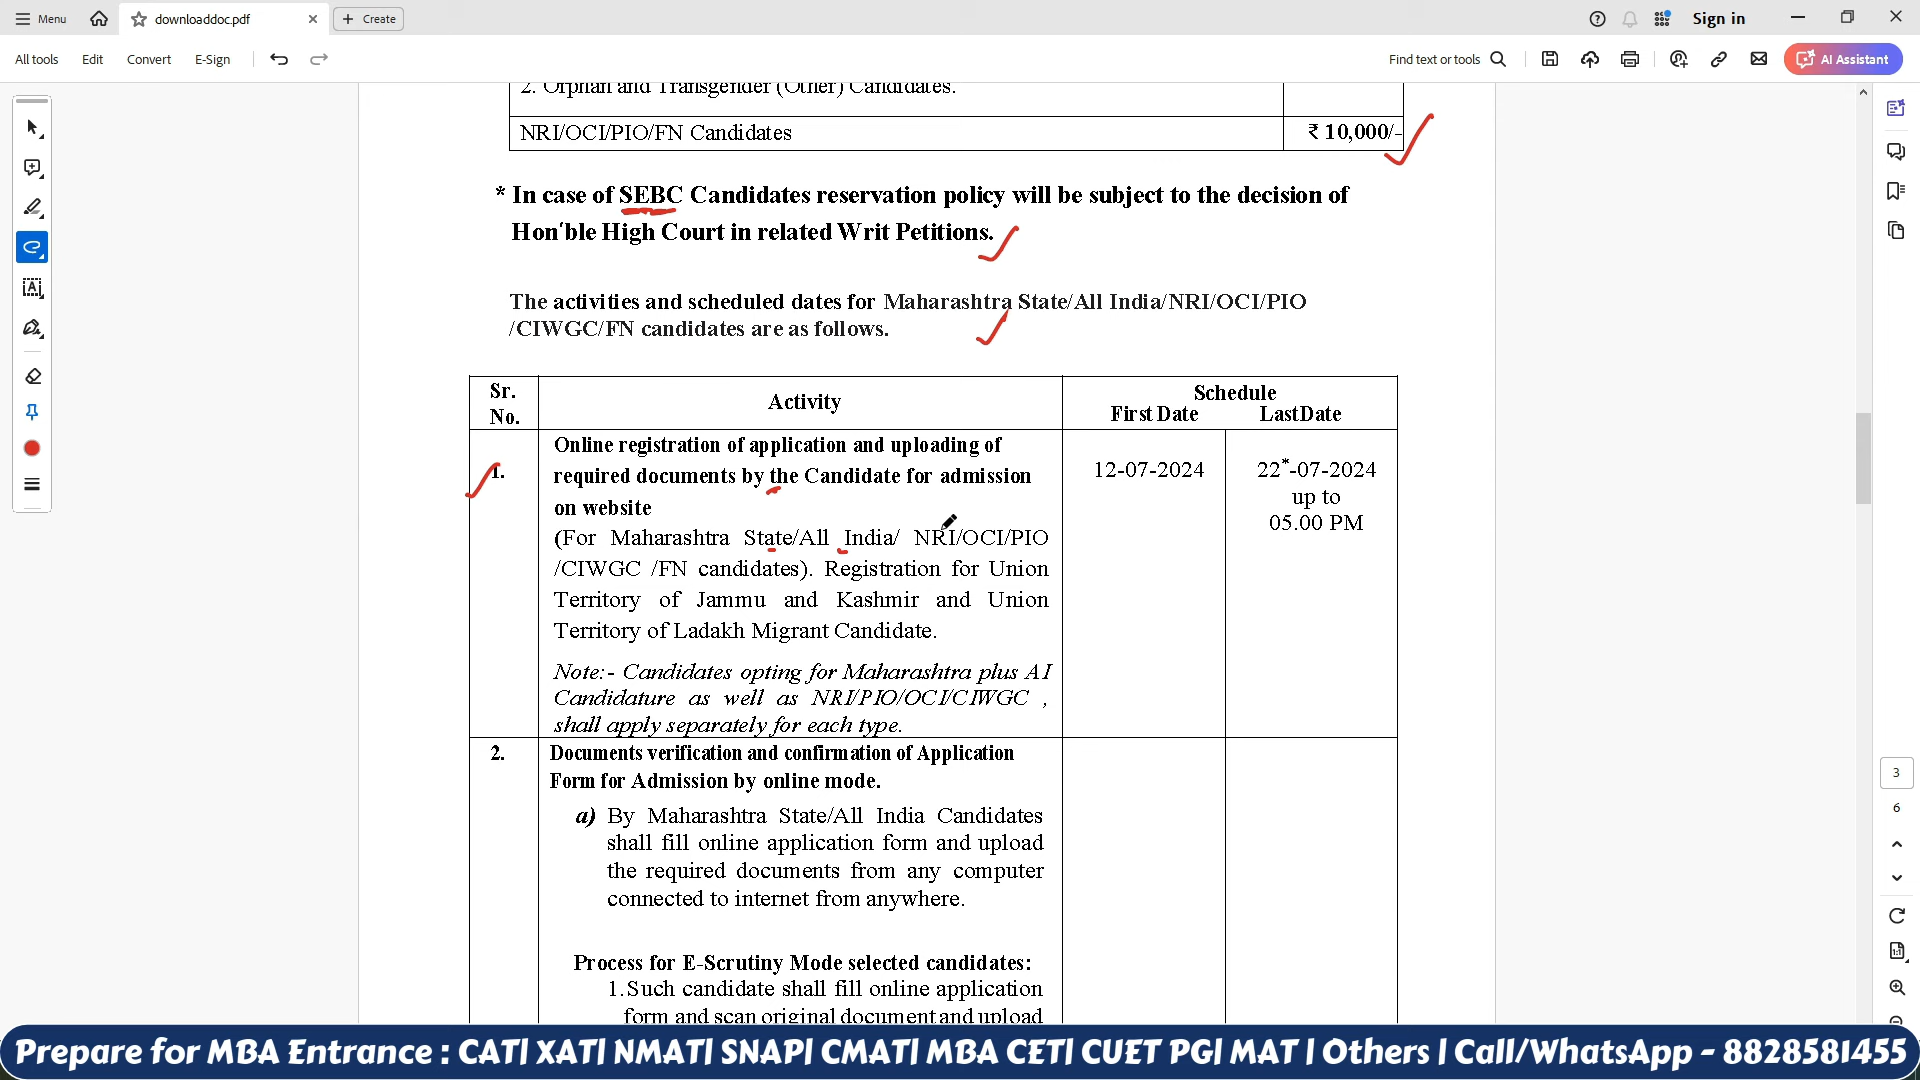 Menu
downloaddoc.pdf
Create
Sign in
All tools
Edit
Convert
E-Sign
Find text or tools
AI Assistant
2. Orphan and Transgender (Other) Candidates.
NRI/OCI/PIO/FN Candidates ₹ 10,000/-
* In case of SEBC Candidates reservation policy will be subject to the decision of
Hon'ble High Court in related Writ Petitions.
The activities and scheduled dates for Maharashtra State/All India/NRI/OCI/PIO
/CIWGC/FN candidates are as follows.
Sr.
No.
Activity
Schedule
First Date LastDate
1.
Online registration of application and uploading of
required documents by the Candidate for admission
on website
(For Maharashtra State/All India/ NRI/OCI/PIO
/CIWGC /FN candidates). Registration for Union
Territory of Jammu and Kashmir and Union
Territory of Ladakh Migrant Candidate.
Note:- Candidates opting for Maharashtra plus AI
Candidature as well as NRI/PIO/OCI/CIWGC ,
shall apply separately for each type.
12-07-2024
22*-07-2024
up to
05.00 PM
2.
Documents verification and confirmation of Application
Form for Admission by online mode.
a) By Maharashtra State/All India Candidates
shall fill online application form and upload
the required documents from any computer
connected to internet from anywhere.
Process for E-Scrutiny Mode selected candidates:
1.Such candidate shall fill online application
form and scan original document and upload
3
6
Prepare for MBA Entrance : CAT| XAT| NMAT| SNAP| CMAT| MBA CET| CUET PG| MAT | Others | Call/WhatsApp - 8828581455